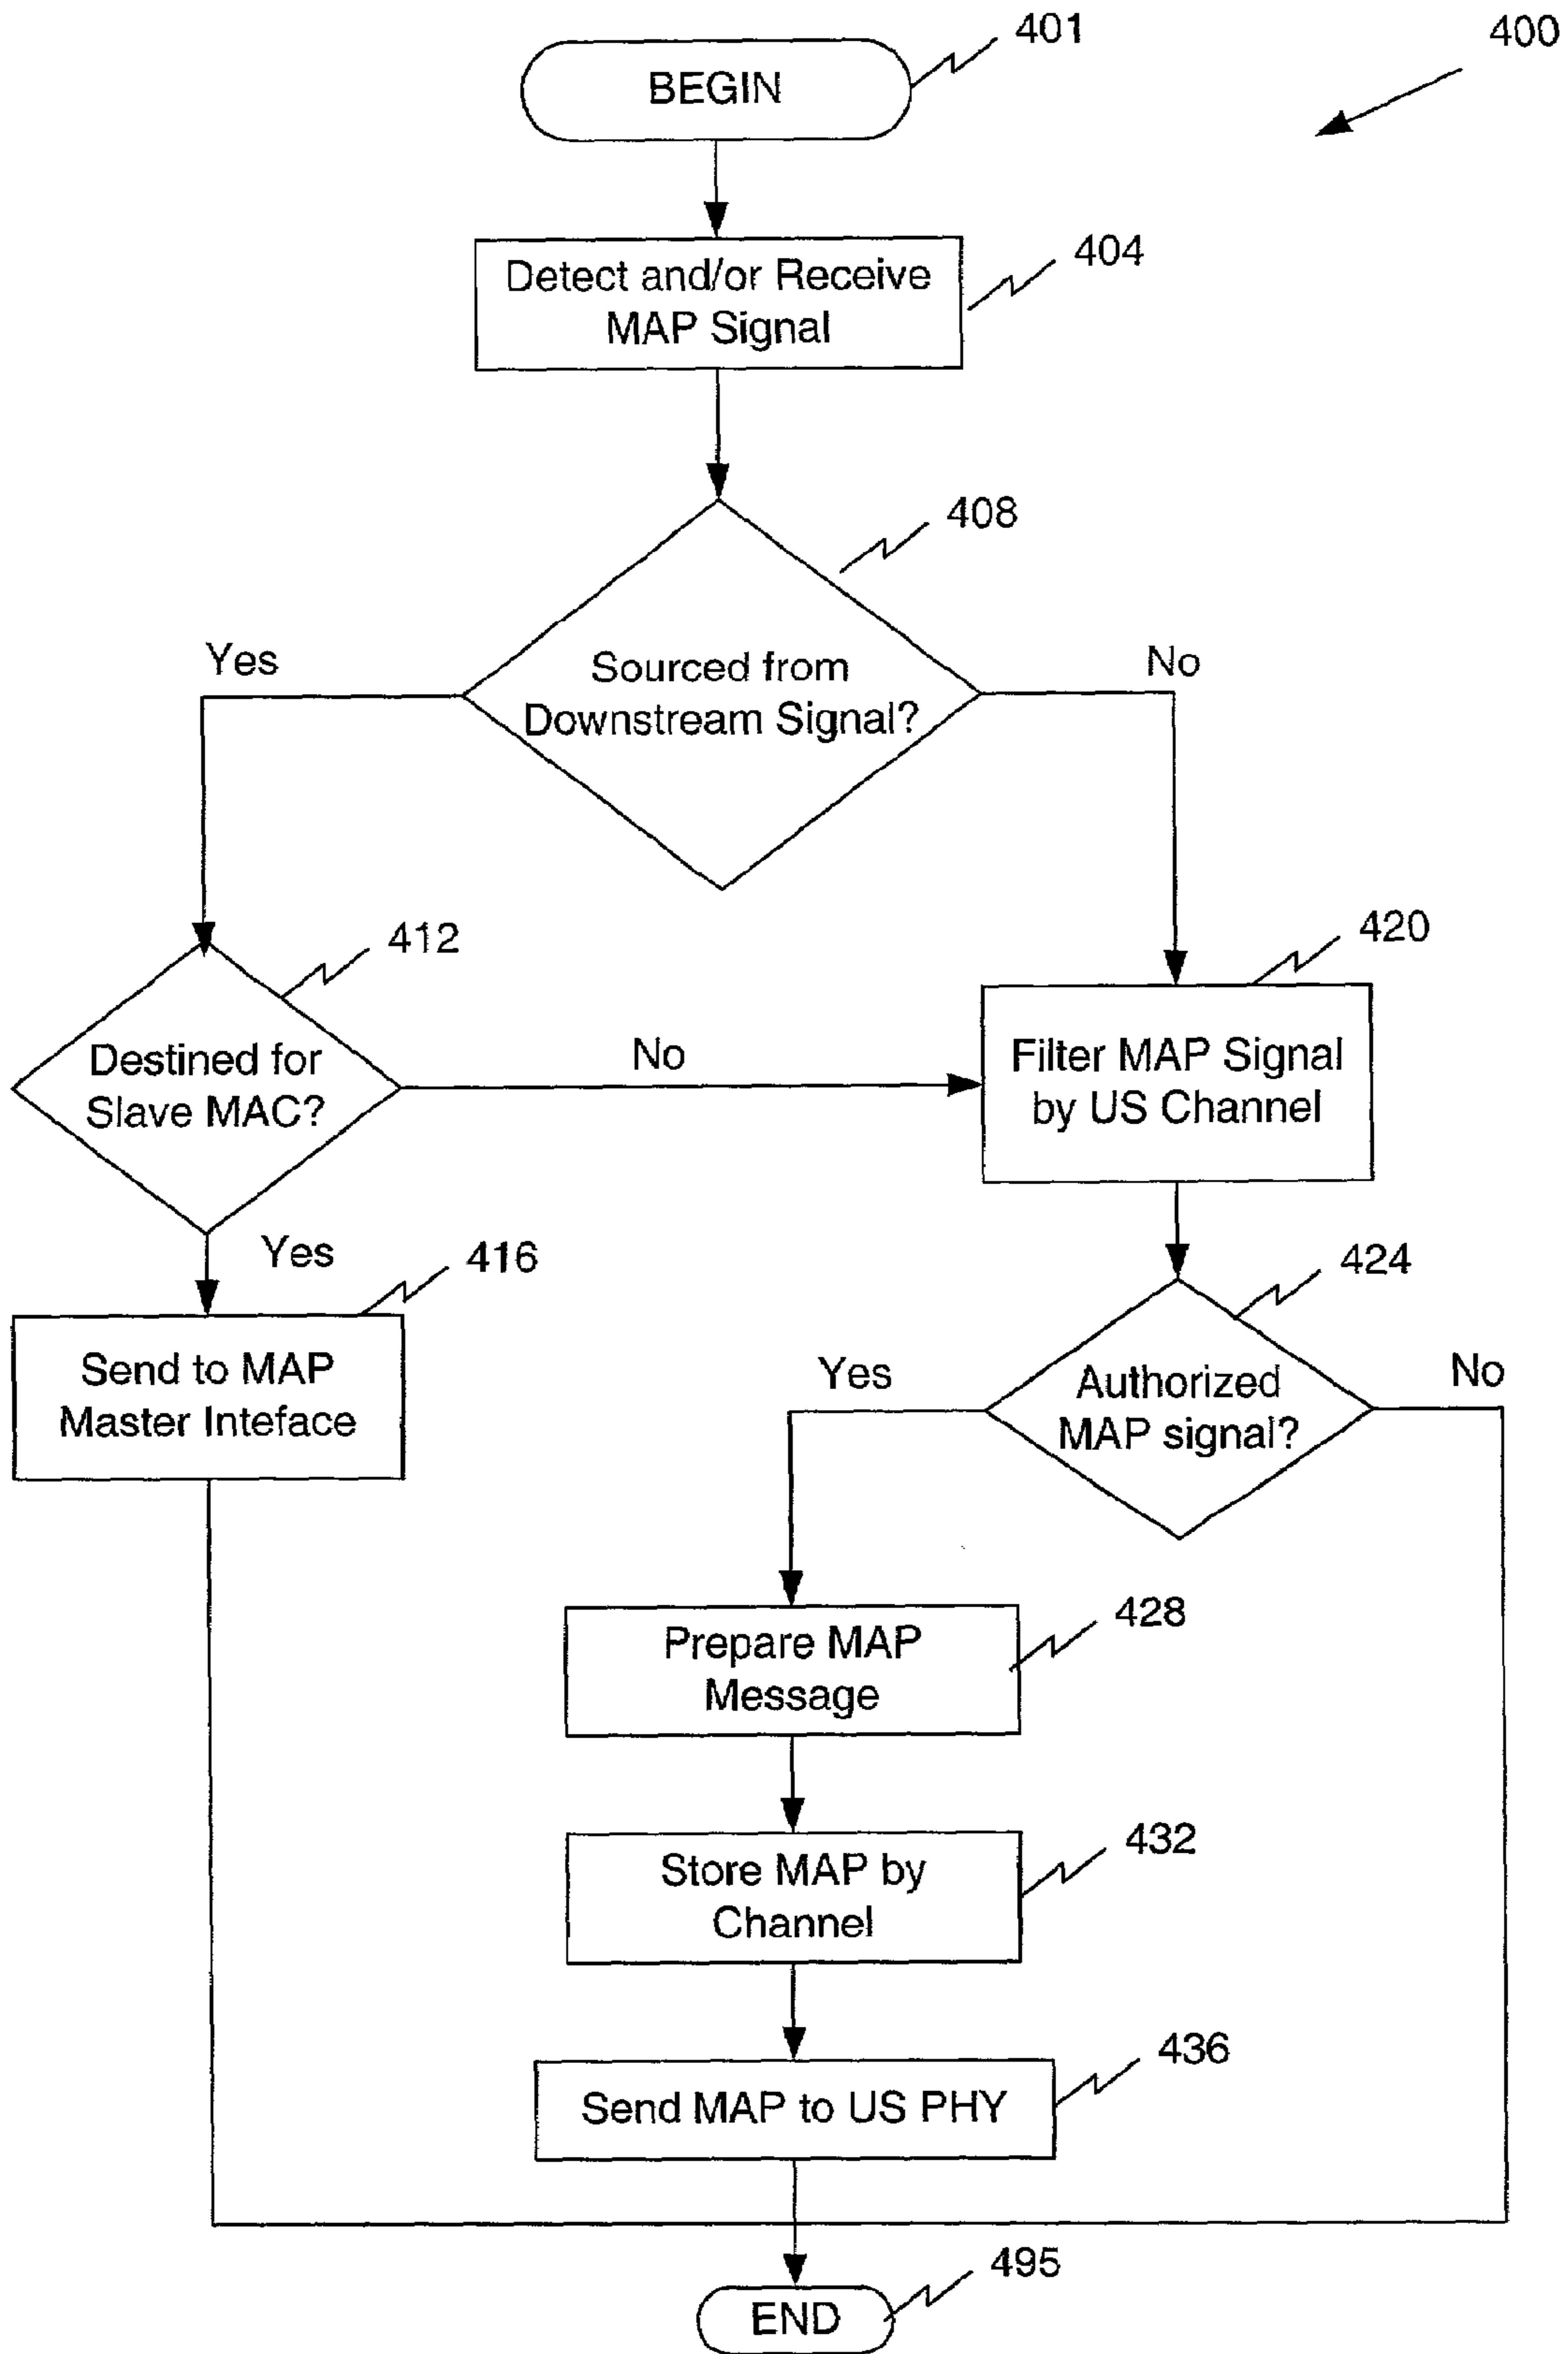 401
400
BEGIN
404
Detect and/or Receive
MAP Signal
408
Yes
No
Sourced from
Downstream Signal?
412
420
Destined for
Slave MAC?
No
Filter MAP Signal
by US Channel
Yes
416
424
Send to MAP
Master Inteface
Yes
No
Authorized
MAP signal?
428
Prepare MAP
Message
432
Store MAP by
Channel
436
Send MAP to US PHY
495
END